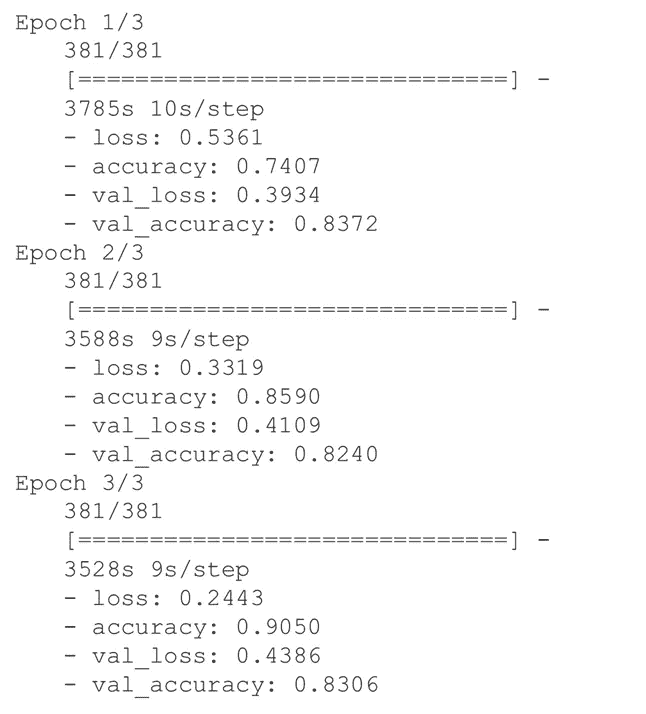 Epoch 1/3
381/381
[==============================] -
3785s 10s/step
- loss: 0.5361
- accuracy: 0.7407
- val_loss: 0.3934
- val_accuracy: 0.8372
Epoch 2/3
381/381
[==============================] -
3588s 9s/step
- loss: 0.3319
- accuracy: 0.8590
- val_loss: 0.4109
- val_accuracy: 0.8240
Epoch 3/3
381/381
[==============================] -
3528s 9s/step
- loss: 0.2443
- accuracy: 0.9050
- val_loss: 0.4386
- val_accuracy: 0.8306